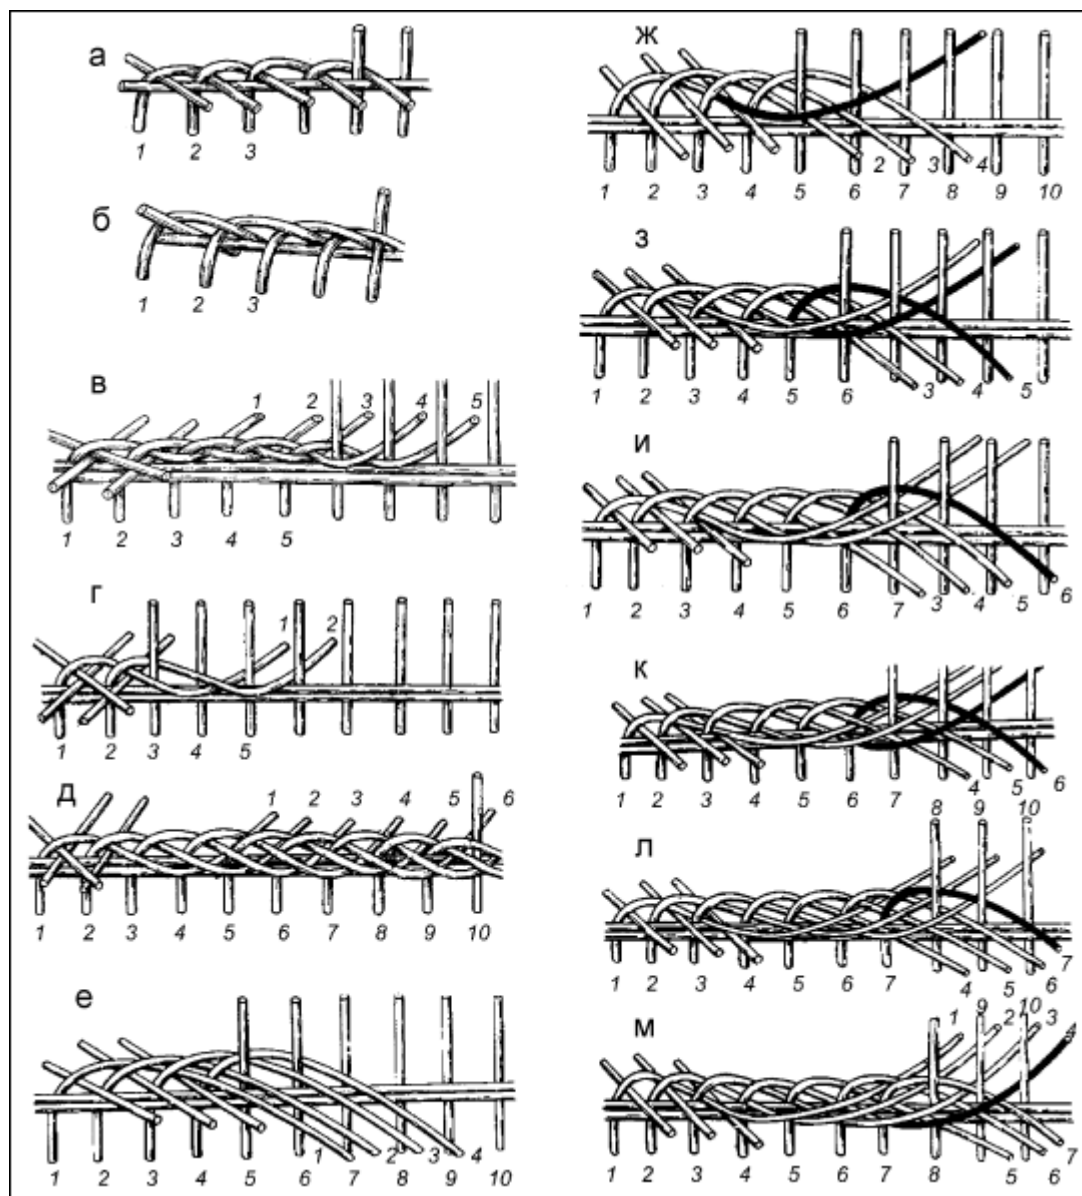 а
1 2 3
б
1 2 3
в
1 2 3 4 5
1 2 3 4 5
г
1 2
1 2 3 4 5
д
1 2 3 4 5 6
1 2 3 4 5 6 7 8 9 10
е
1 2 3 4
1 2 3 4 5 6 7 8 9 10
ж
2 3 4
1 2 3 4 5 6 7 8 9 10
з
3 4 5
1 2 3 4 5 6
и
3 4 5 6
1 2 3 4 5 6 7
к
4 5 6
1 2 3 4 5 6 7
л
8 9 10
7
1 2 3 4 5 6 7 4 5 6
м
1 9 2 10 3 4
7
1 2 3 4 5 6 7 8 5 6